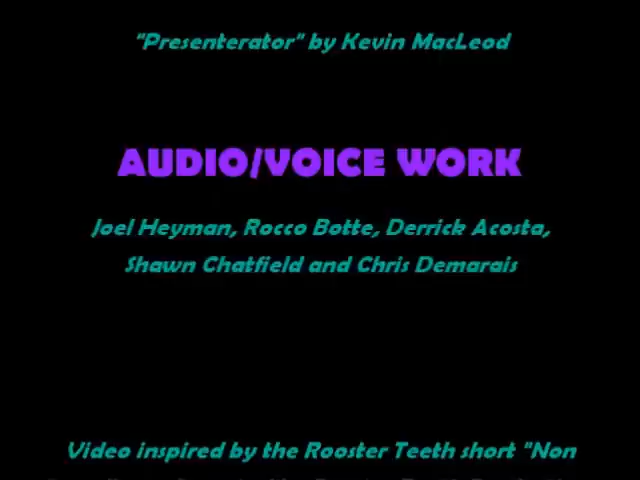 "Presenterator" by Kevin MacLeod
AUDIO/VOICE WORK
Joel Heyman, Rocco Botte, Derrick Acosta,
Shawn Chatfield and Chris Demarais
Video inspired by the Rooster Teeth short "Non